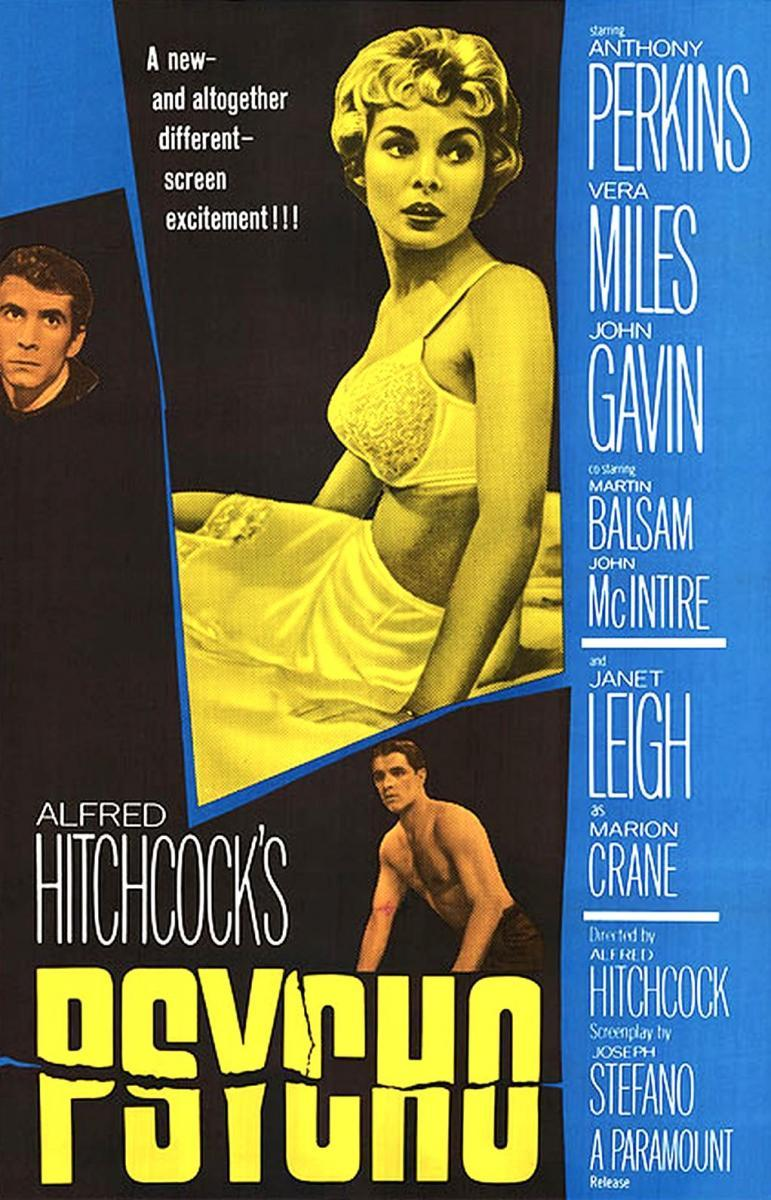 A new-
and altogether
different-
screen
excitement!!!
starring
ANTHONY
PERKINS
VERA
MILES
JOHN
GAVIN
co starring
MARTIN
BALSAM
JOHN
McINTIRE
and
JANET
LEIGH
as
MARION
CRANE
ALFRED
HITCHCOCK'S
PSYCHO
Directed by
ALFRED
HITCHCOCK
Screenplay by
JOSEPH
STEFANO
A PARAMOUNT
Release